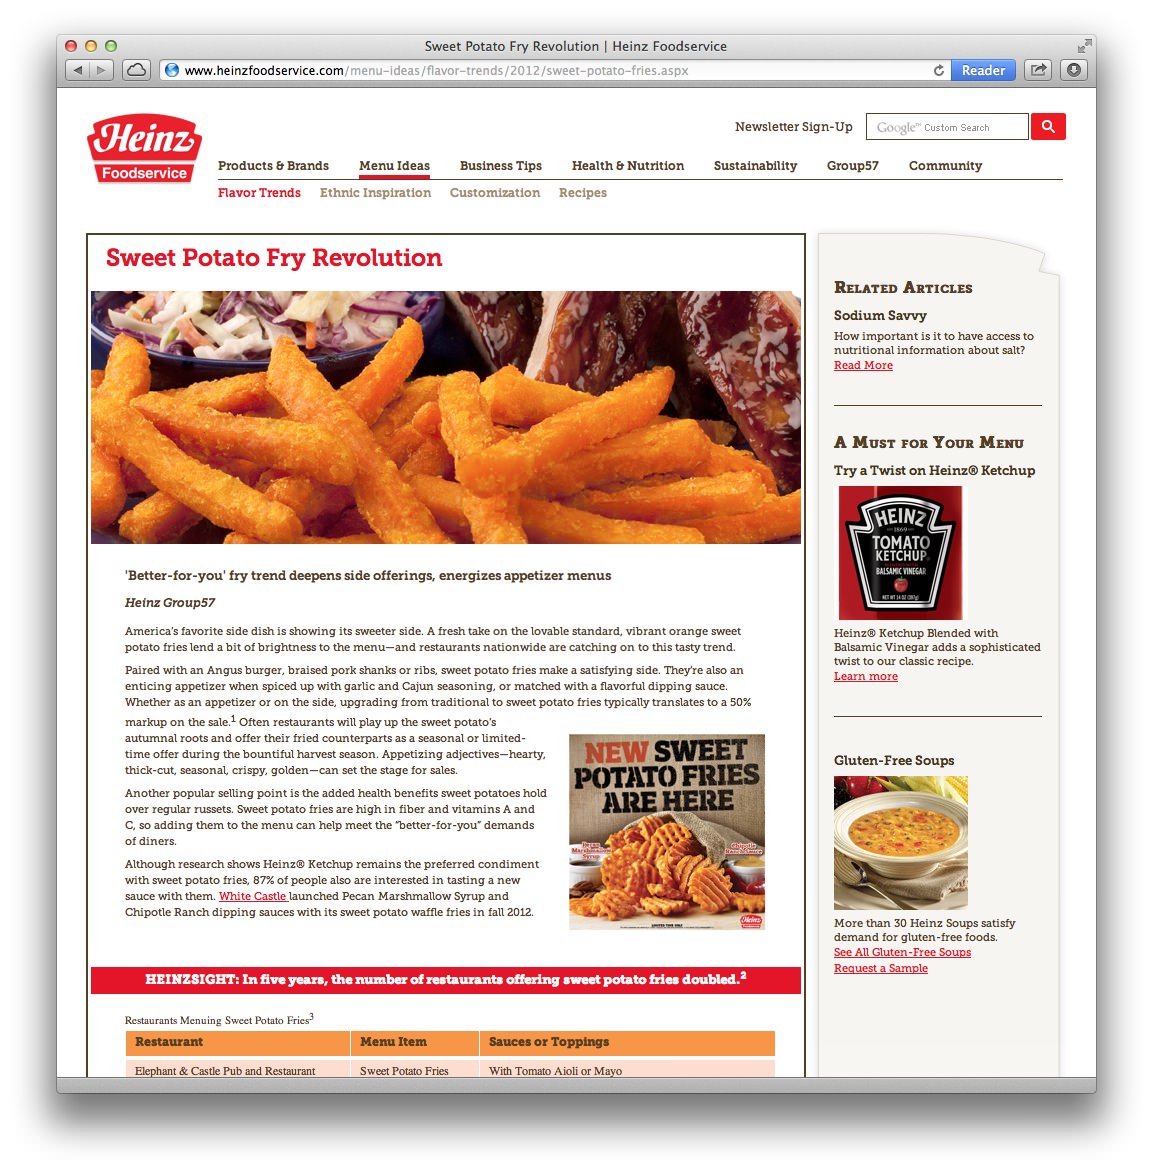 Sweet Potato Fry Revolution | Heinz Foodservice
www.heinzfoodservice.com/menu-ideas/flavor-trends/2012/sweet-potato-fries.aspx
Reader
Heinz
Foodservice
Newsletter Sign-Up
Google™ Custom Search
Products & Brands
Menu Ideas
Business Tips
Health & Nutrition
Sustainability
Group57
Community
Flavor Trends
Ethnic Inspiration
Customization
Recipes
Sweet Potato Fry Revolution
'Better-for-you' fry trend deepens side offerings, energizes appetizer menus
Heinz Group57
America's favorite side dish is showing its sweeter side. A fresh take on the lovable standard, vibrant orange sweet
potato fries lend a bit of brightness to the menu—and restaurants nationwide are catching on to this tasty trend.
Paired with an Angus burger, braised pork shanks or ribs, sweet potato fries make a satisfying side. They're also an
enticing appetizer when spiced up with garlic and Cajun seasoning, or matched with a flavorful dipping sauce.
Whether as an appetizer or on the side, upgrading from traditional to sweet potato fries typically translates to a 50%
markup on the sale.1 Often restaurants will play up the sweet potato's
autumnal roots and offer their fried counterparts as a seasonal or limited-
time offer during the bountiful harvest season. Appetizing adjectives—hearty,
thick-cut, seasonal, crispy, golden—can set the stage for sales.
Another popular selling point is the added health benefits sweet potatoes hold
over regular russets. Sweet potato fries are high in fiber and vitamins A and
C, so adding them to the menu can help meet the "better-for-you" demands
of diners.
Although research shows Heinz® Ketchup remains the preferred condiment
with sweet potato fries, 87% of people also are interested in tasting a new
sauce with them. White Castle launched Pecan Marshmallow Syrup and
Chipotle Ranch dipping sauces with its sweet potato waffle fries in fall 2012.
NEW SWEET
POTATO FRIES
ARE HERE
Pecan
Marshmallow
Syrup
Chipotle
Ranch Sauce
LIMITED TIME ONLY
Heinz
HEINZSIGHT: In five years, the number of restaurants offering sweet potato fries doubled.2
Restaurants Menuing Sweet Potato Fries3
Restaurant
Menu Item
Sauces or Toppings
Elephant & Castle Pub and Restaurant
Sweet Potato Fries
With Tomato Aioli or Mayo
RELATED ARTICLES
Sodium Savvy
How important is it to have access to
nutritional information about salt?
Read More
A MUST FOR YOUR MENU
Try a Twist on Heinz® Ketchup
HEINZ
1869
TOMATO
KETCHUP
BALSAMIC VINEGAR
NET WT 14 OZ (397g)
Heinz® Ketchup Blended with
Balsamic Vinegar adds a sophisticated
twist to our classic recipe.
Learn more
Gluten-Free Soups
More than 30 Heinz Soups satisfy
demand for gluten-free foods.
See All Gluten-Free Soups
Request a Sample